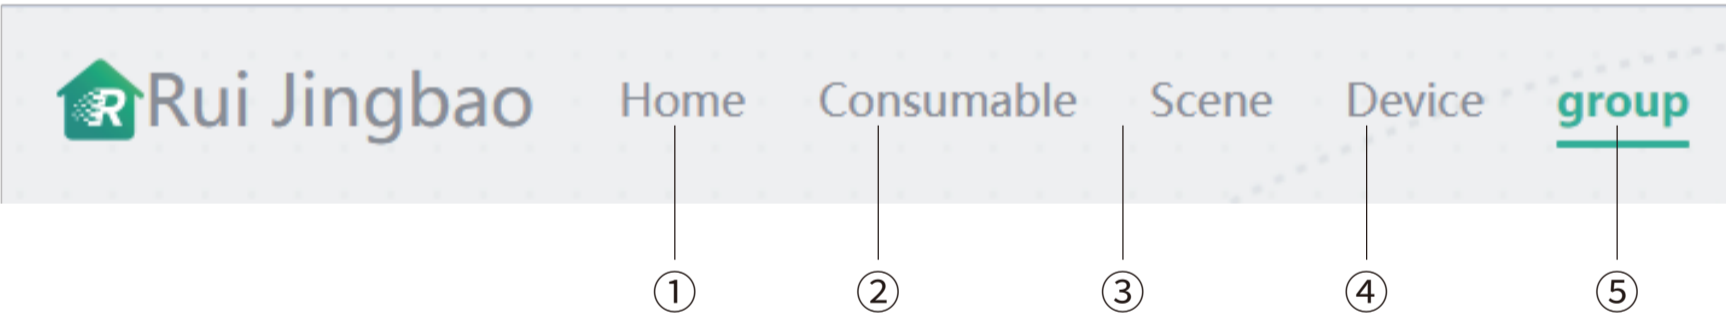 R Rui Jingbao Home Consumable Scene Device group
① ② ③ ④ ⑤